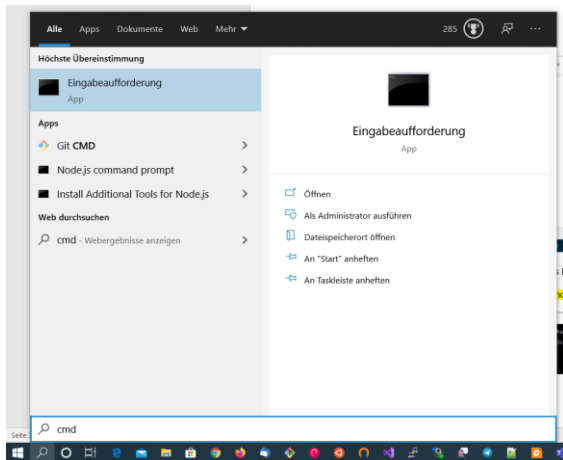 Alle Apps Dokumente Web Mehr 285 ...
Höchste Übereinstimmung
Eingabeaufforderung
App
Apps
Git CMD
Node.js command prompt
Install Additional Tools for Node.js
Web durchsuchen
cmd - Webergebnisse anzeigen
Eingabeaufforderung
App
Öffnen
Als Administrator ausführen
Dateispeicherort öffnen
An "Start" anheften
An Taskleiste anheften
cmd
Seite